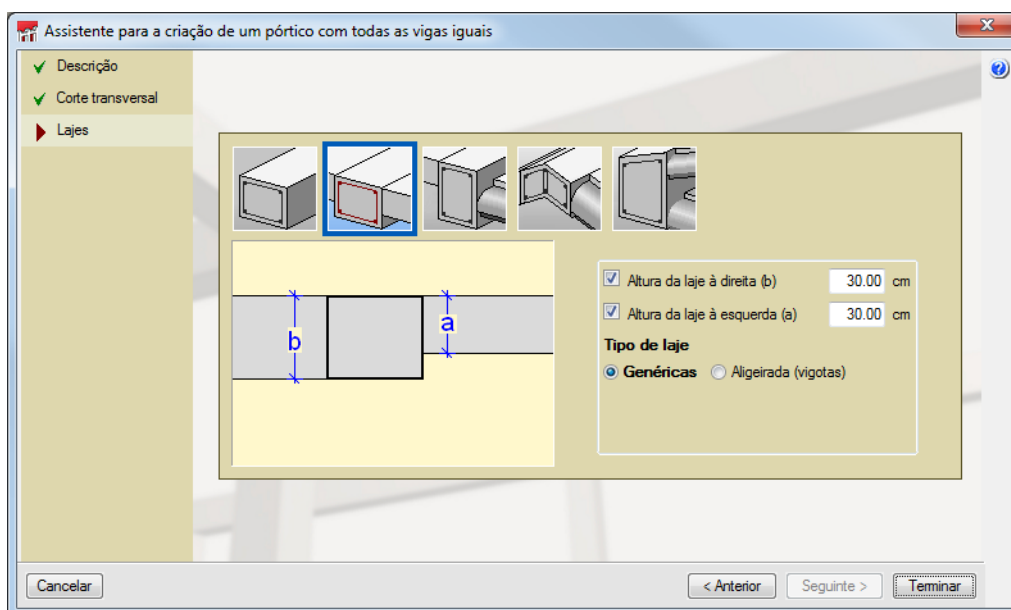 Assistente para a criação de um pórtico com todas as vigas iguais
Descrição
Corte transversal
Lajes
b
a
Altura da laje à direita (b) 30.00 cm
Altura da laje à esquerda (a) 30.00 cm
Tipo de laje
Genéricas Aligeirada (vigotas)
Cancelar < Anterior Seguinte > Terminar